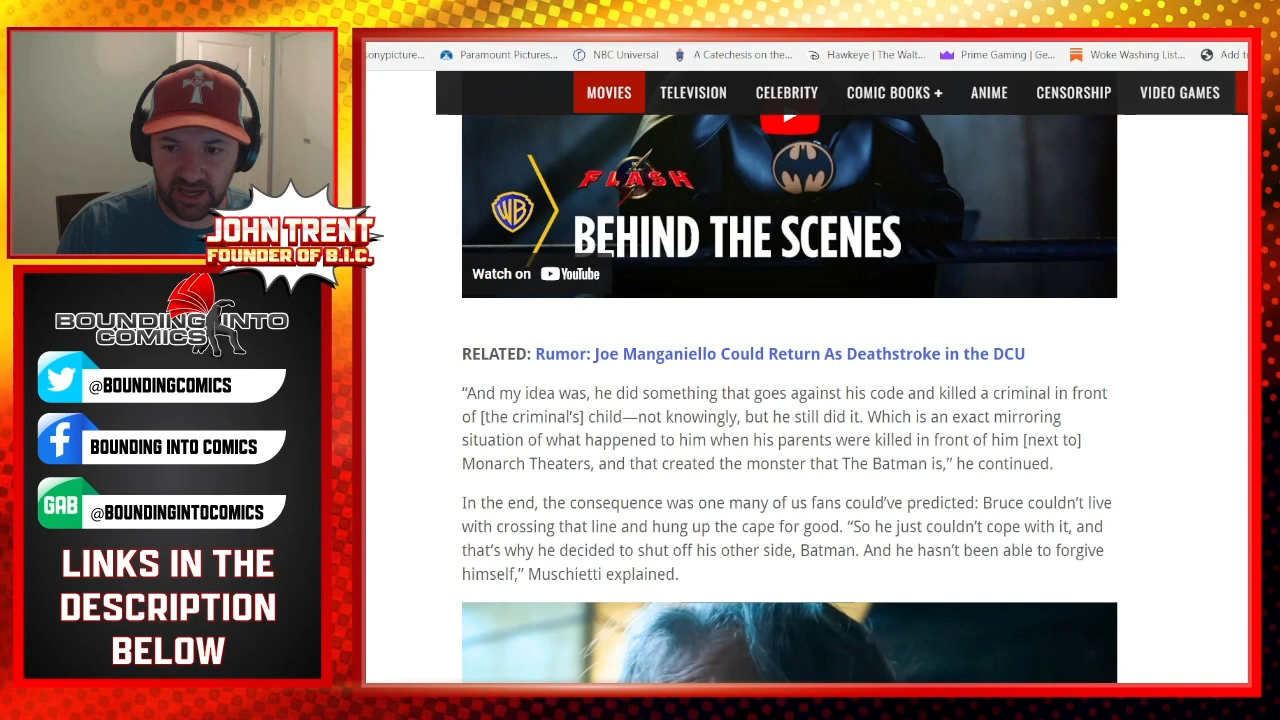 sonypicture...
Paramount Pictures...
NBC Universal
A Catechesis on the...
Hawkeye | The Walt...
Prime Gaming | Ge...
Woke Washing List...
Add t
MOVIES
TELEVISION
CELEBRITY
COMIC BOOKS +
ANIME
CENSORSHIP
VIDEO GAMES
WB
FLASH
BEHIND THE SCENES
Watch on YouTube
JOHN TRENT
FOUNDER OF B.I.C.
BOUNDING INTO
COMICS
@BOUNDINGCOMICS
BOUNDING INTO COMICS
GAB
@BOUNDINGINTOCOMICS
LINKS IN THE
DESCRIPTION
BELOW
RELATED: Rumor: Joe Manganiello Could Return As Deathstroke in the DCU
“And my idea was, he did something that goes against his code and killed a criminal in front
of [the criminal’s] child—not knowingly, but he still did it. Which is an exact mirroring
situation of what happened to him when his parents were killed in front of him [next to]
Monarch Theaters, and that created the monster that The Batman is,” he continued.
In the end, the consequence was one many of us fans could’ve predicted: Bruce couldn’t live
with crossing that line and hung up the cape for good. “So he just couldn’t cope with it, and
that’s why he decided to shut off his other side, Batman. And he hasn’t been able to forgive
himself,” Muschietti explained.